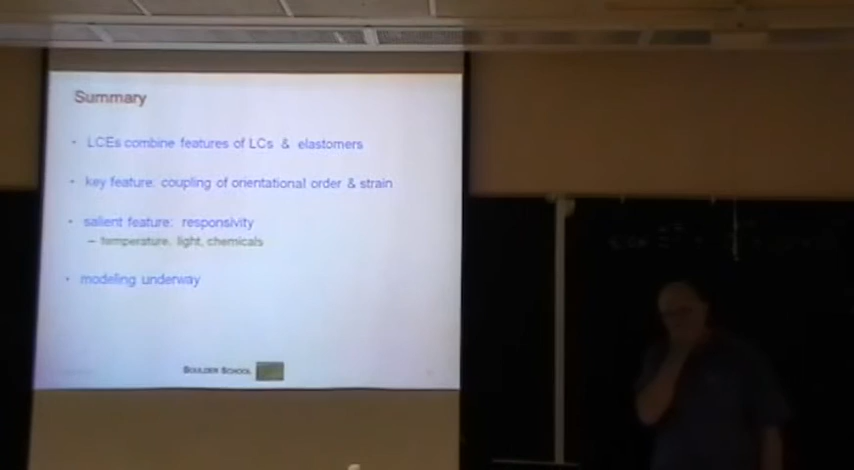 Summary
• LCEs combine features of LCs & elastomers
• key feature: coupling of orientational order & strain
• salient feature: responsivity
– temperature, light, chemicals
• modeling underway
BOULDER SCHOOL